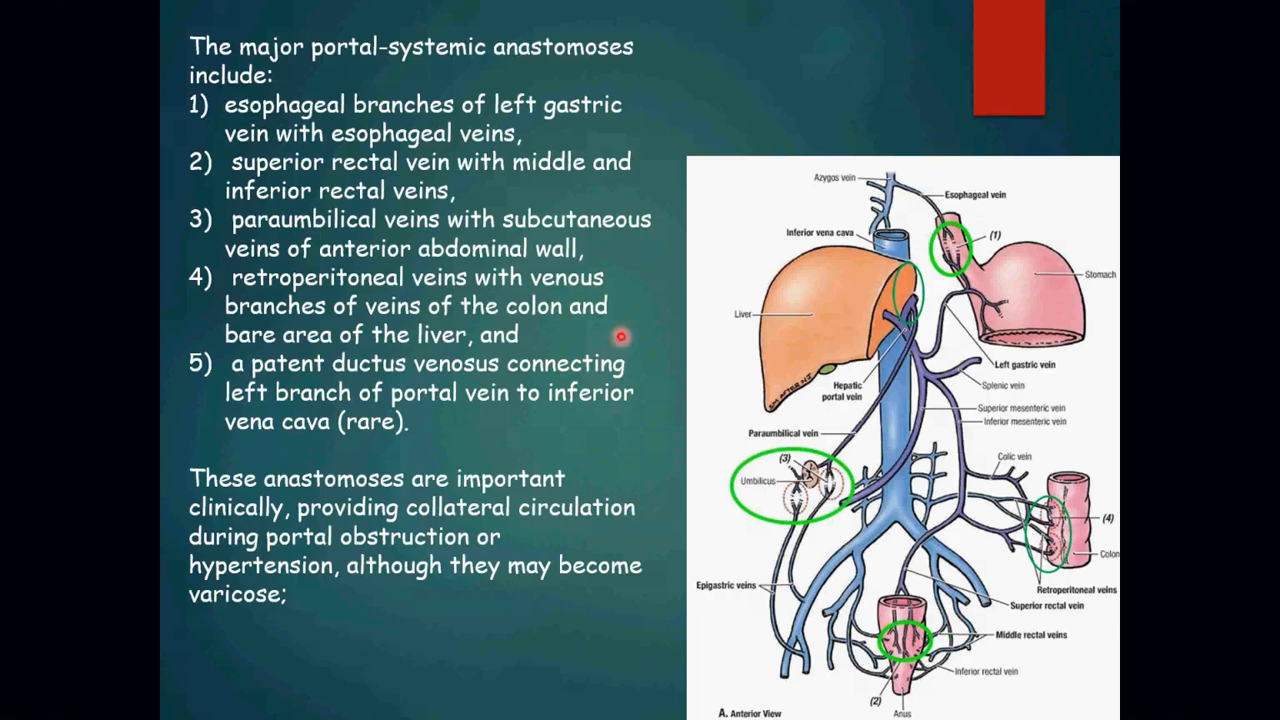 The major portal-systemic anastomoses
include:
1) esophageal branches of left gastric
vein with esophageal veins,
2) superior rectal vein with middle and
inferior rectal veins,
3) paraumbilical veins with subcutaneous
veins of anterior abdominal wall,
4) retroperitoneal veins with venous
branches of veins of the colon and
bare area of the liver, and
5) a patent ductus venosus connecting
left branch of portal vein to inferior
vena cava (rare).
These anastomoses are important
clinically, providing collateral circulation
during portal obstruction or
hypertension, although they may become
varicose;
Azygos vein
Esophageal vein
Inferior vena cava
(1)
Stomach
Liver
Left gastric vein
Hepatic
portal vein
Splenic vein
Superior mesenteric vein
Inferior mesenteric vein
Paraumbilical vein
(3)
Colic vein
Umbilicus
(4)
Colon
Epigastric veins
Retroperitoneal veins
Superior rectal vein
Middle rectal veins
Inferior rectal vein
(2)
Anus
A. Anterior View